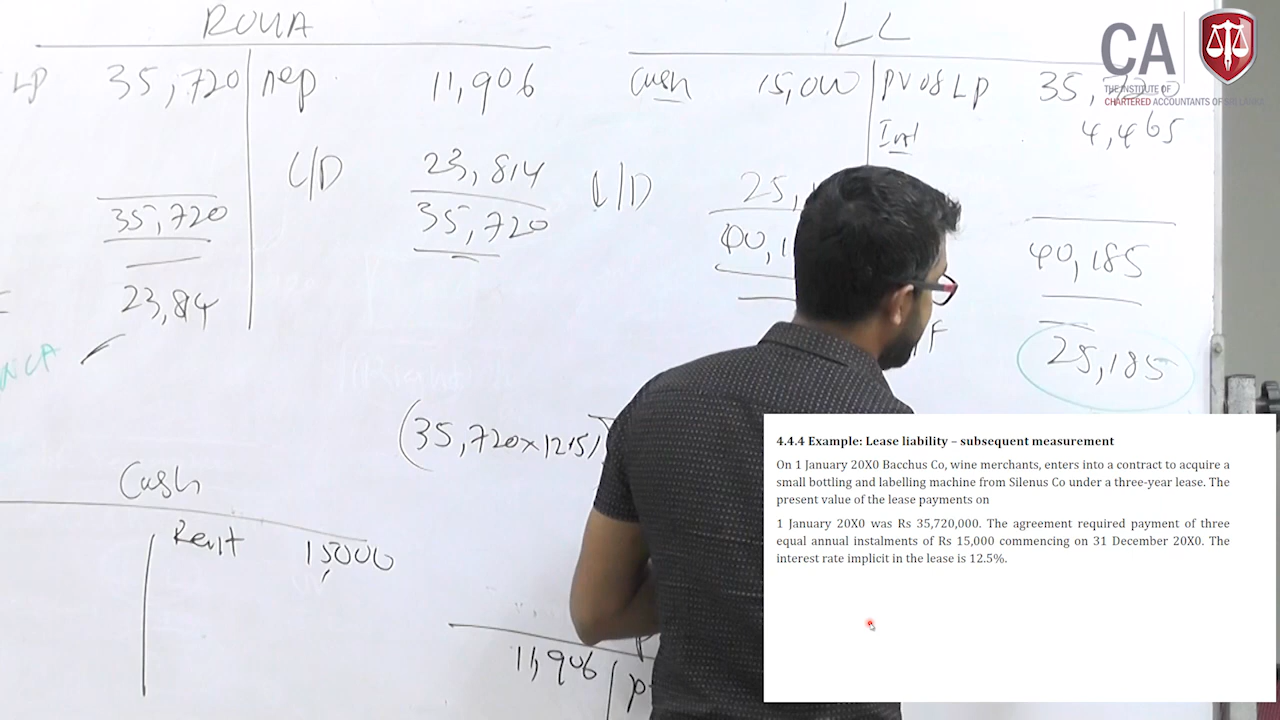 ROUA
LL
LP 35,720 Dep 11,906
Cash 15,000 PV of LP 35,720
Int 4,465
C/D 23,814
C/D 25,1
35,720 35,720
40,1 40,185
23,814
25,185
NCA
(35,720x12.5%)
Cash
Rent 15,000
11,906
CA
THE INSTITUTE OF
CHARTERED ACCOUNTANTS OF SRI LANKA
4.4.4 Example: Lease liability – subsequent measurement
On 1 January 20X0 Bacchus Co, wine merchants, enters into a contract to acquire a
small bottling and labelling machine from Silenus Co under a three-year lease. The
present value of the lease payments on
1 January 20X0 was Rs 35,720,000. The agreement required payment of three
equal annual instalments of Rs 15,000 commencing on 31 December 20X0. The
interest rate implicit in the lease is 12.5%.